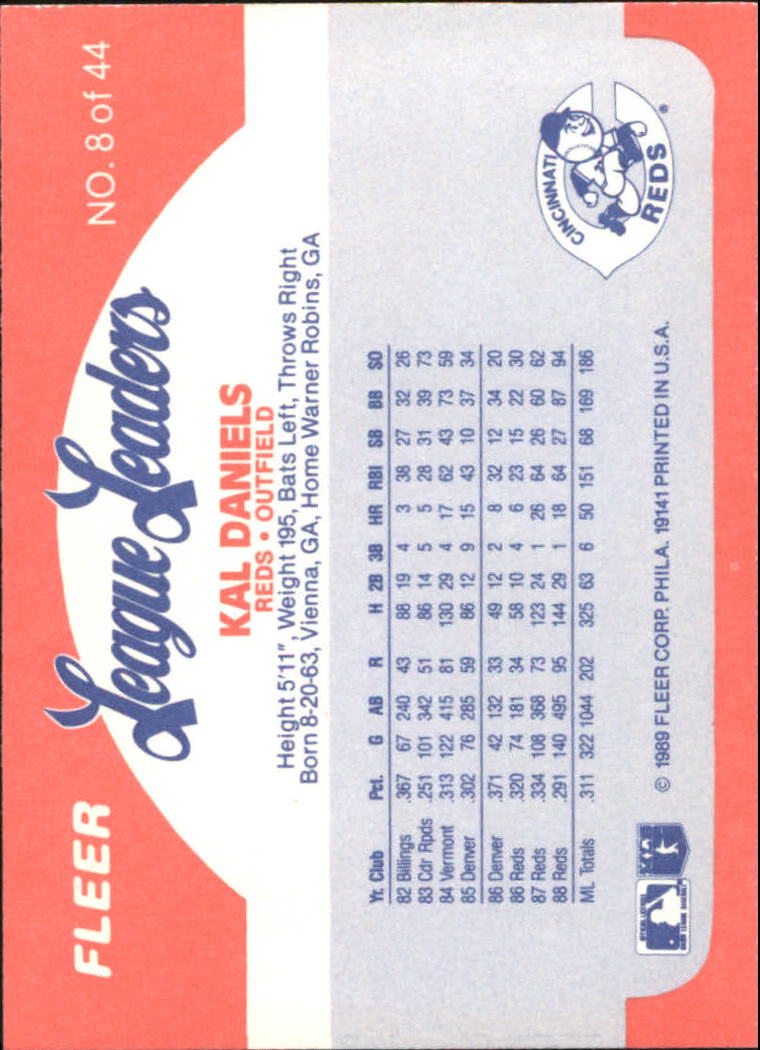 FLEER
NO. 8 of 44
League Leaders
KAL DANIELS
REDS • OUTFIELD
Height 5'11", Weight 195, Bats Left, Throws Right
Born 8-20-63, Vienna, GA, Home Warner Robins, GA
Yr. Club Pct. G AB R H 2B 3B HR RBI SB BB SO
82 Billings .367 67 240 43 88 19 4 3 38 27 32 26
83 Cdr Rpds .251 101 342 51 86 14 5 5 28 31 39 73
84 Vermont .313 122 415 81 130 29 4 17 62 43 73 59
85 Denver .302 76 285 59 86 12 9 15 43 10 37 34
86 Denver .371 42 132 33 49 12 2 8 32 12 34 20
86 Reds .320 74 181 34 58 10 4 6 23 15 22 30
87 Reds .334 108 368 73 123 24 1 26 64 26 60 62
88 Reds .291 140 495 95 144 29 1 18 64 27 87 94
ML Totals .311 322 1044 202 325 63 6 50 151 68 169 186
CINCINNATI
REDS ®
© 1989 FLEER CORP. PHILA. 19141 PRINTED IN U.S.A.